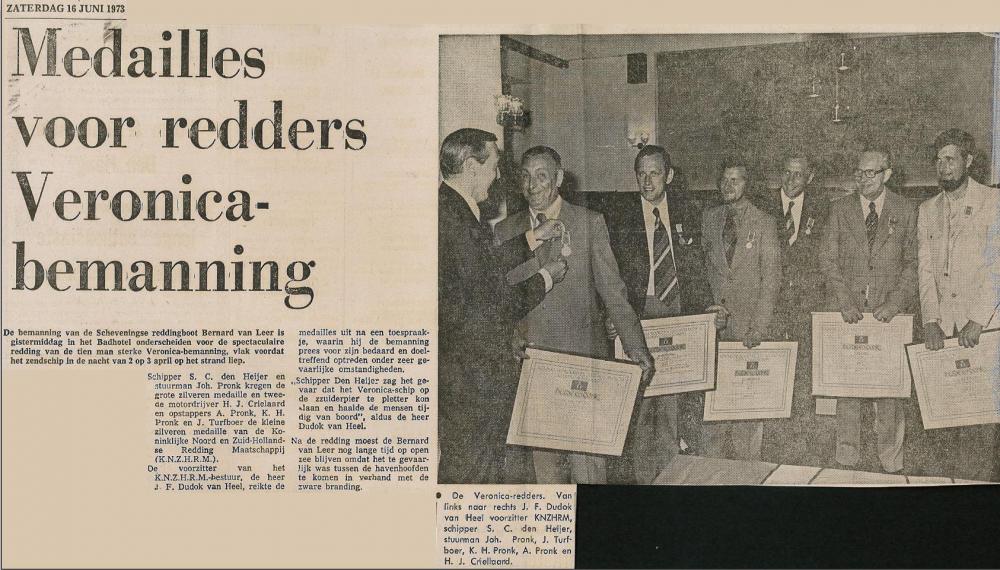 ZATERDAG 16 JUNI 1973
Medailles
voor redders
Veronica-
bemanning
De bemanning van de Scheveningse reddingboot Bernard van Leer is
gistermiddag in het Badhotel onderscheiden voor de spectaculaire
redding van de tien man sterke Veronica-bemanning, vlak voordat
het zendschip in de nacht van 2 op 3 april op het strand liep.
Schipper S. C. den Heijer en
stuurman Joh. Pronk kregen de
grote zilveren medaille en twee-
de motordrijver H. J. Crielaard
en opstappers A. Pronk, K. H.
Pronk en J. Turfboer de kleine
zilveren medaille van de Ko-
ninklijke Noord en Zuid-Holland-
se Redding Maatschappij
(K.N.Z.H.R.M.).
De voorzitter van het
K.N.Z.H.R.M.-bestuur, de heer
J. F. Dudok van Heel, reikte de
medailles uit na een toespraak-
je, waarin hij de bemanning
prees voor zijn bedaard en doel-
treffend optreden onder zeer ge-
vaarlijke omstandigheden.
„Schipper Den Heijer zag het ge-
vaar dat het Veronica-schip op
de zzuiderpier te pletter kon
slaan en haalde de mensen tij-
dig van boord", aldus de heer
Dudok van Heel.
Na de redding moest de Bernard
van Leer nog lange tijd op open
zee blijven omdat het te gevaar-
lijk was tussen de havenhoofden
te komen in verband met de
zware branding.
● De Veronica-redders. Van
links naar rechts J. F. Dudok
van Heel voorzitter KNZHRM,
schipper S. C. den Heijer,
stuurman Joh. Pronk, J. Turf-
boer, K. H. Pronk, A. Pronk en
H. J. Criellaard.